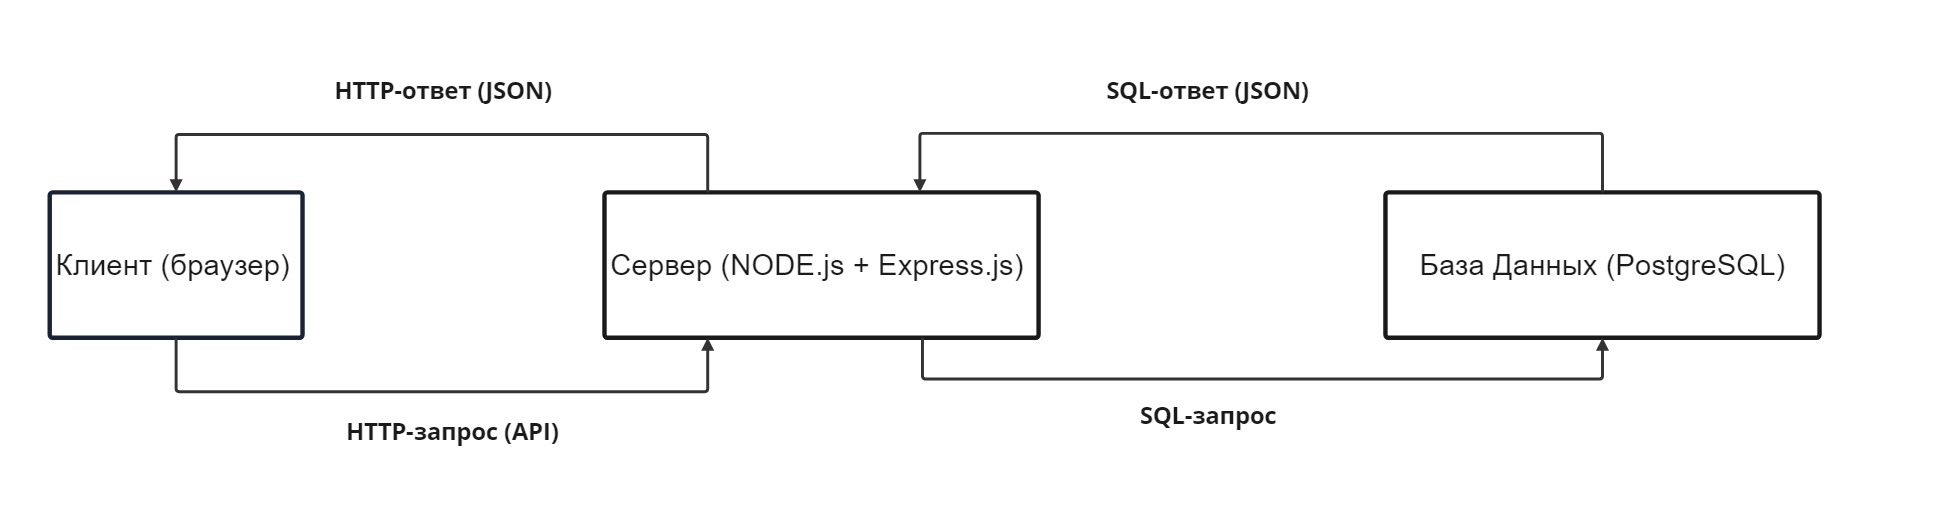 HTTP-ответ (JSON)
SQL-ответ (JSON)
Клиент (браузер)
Сервер (NODE.js + Express.js)
База Данных (PostgreSQL)
HTTP-запрос (API)
SQL-запрос